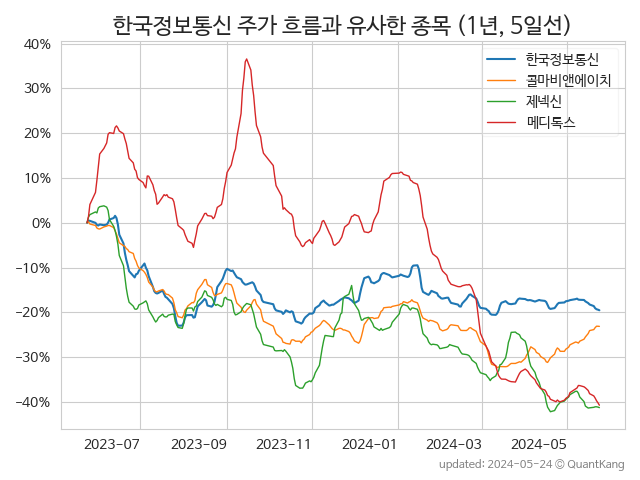 한국정보통신 주가 흐름과 유사한 종목 (1년, 5일선)
40%
30%
20%
10%
0%
−10%
−20%
−30%
−40%
한국정보통신
콜마비앤에이치
제넥신
메디톡스
2023-07
2023-09
2023-11
2024-01
2024-03
2024-05
updated: 2024-05-24 © QuantKang